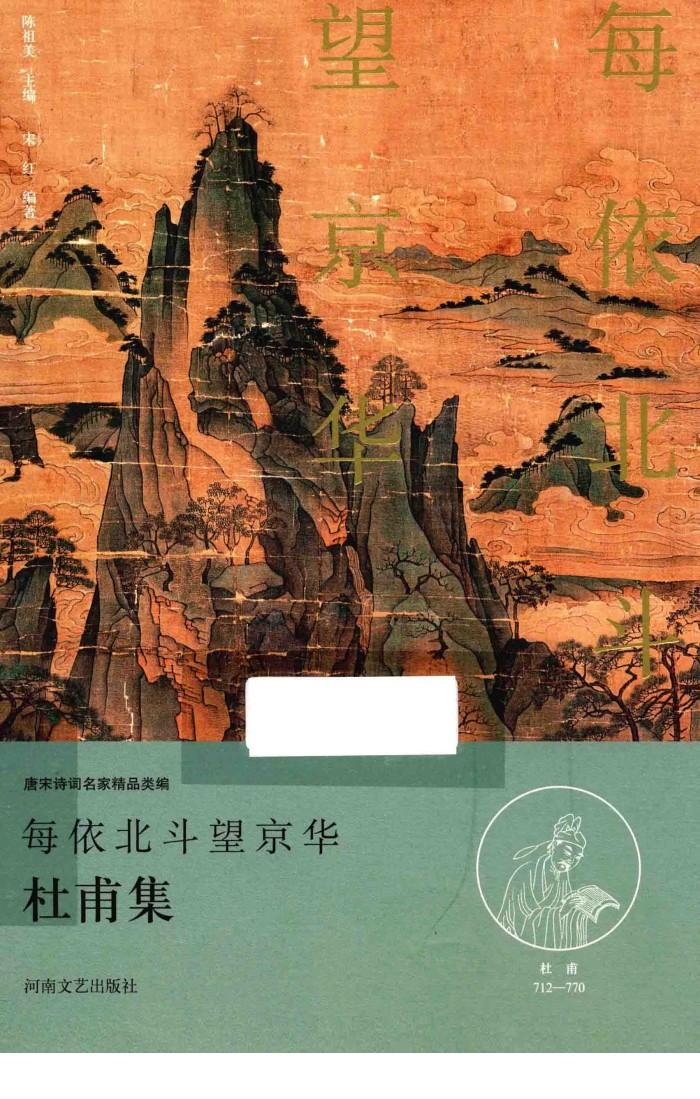 每依北斗
望京华
陈祖美 主编 宋红 编著
唐宋诗词名家精品类编
每依北斗望京华
杜甫集
河南文艺出版社
杜甫
712—770